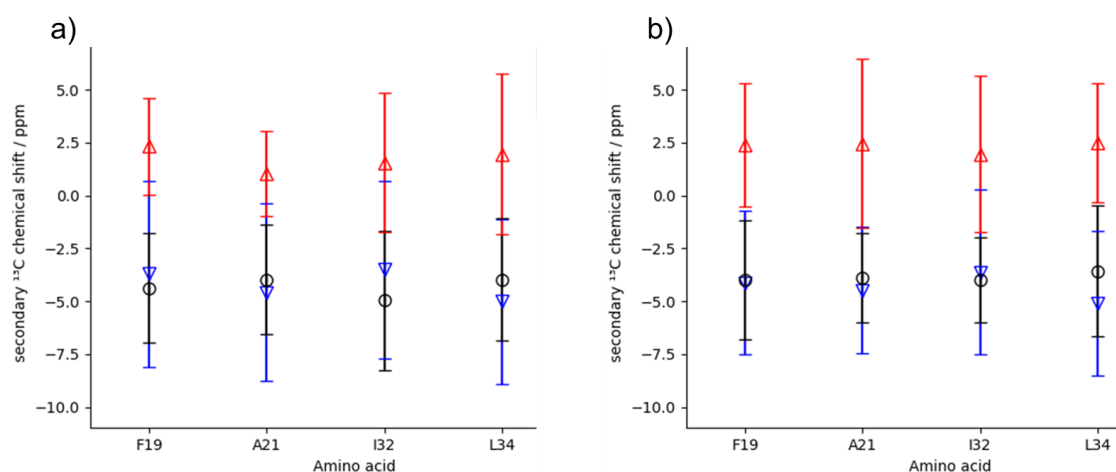 a)
secondary ¹³C chemical shift / ppm
5.0
2.5
0.0
−2.5
−5.0
−7.5
−10.0
F19 A21 I32 L34
Amino acid
b)
secondary ¹³C chemical shift / ppm
5.0
2.5
0.0
−2.5
−5.0
−7.5
−10.0
F19 A21 I32 L34
Amino acid